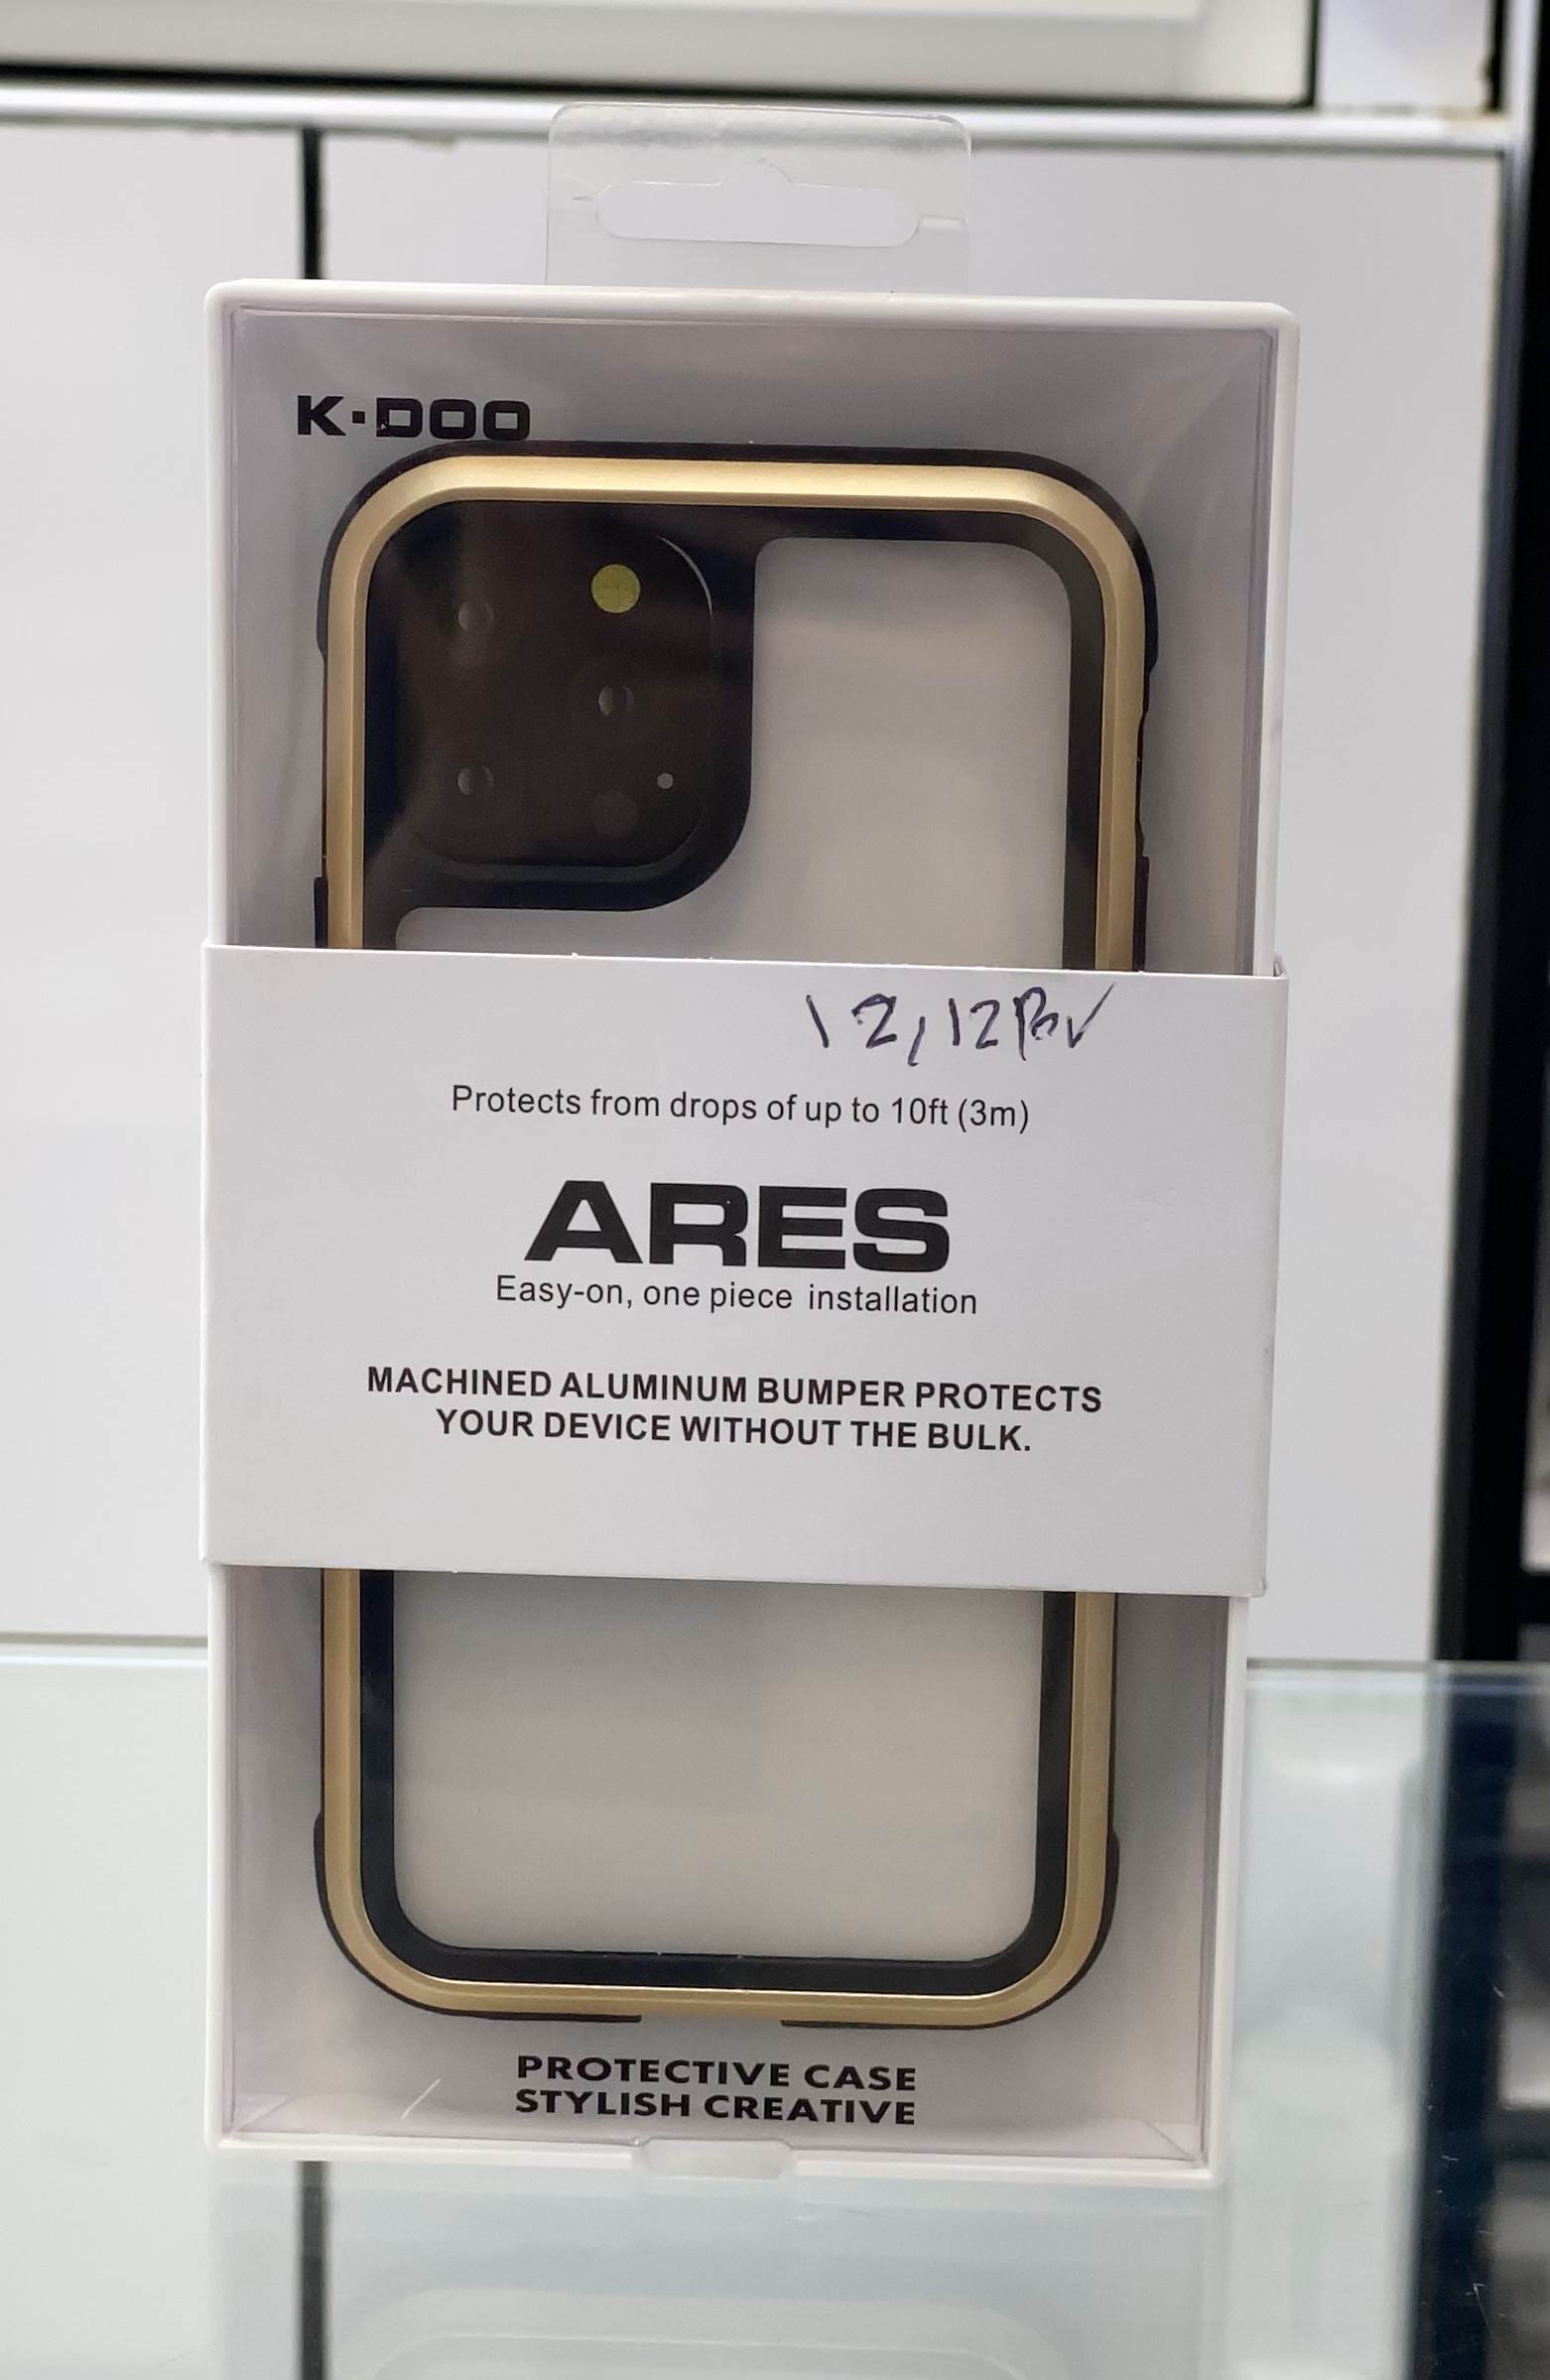 K·DOO
12, 12
Protects from drops of up to 10ft (3m)
ARES
Easy-on, one piece installation
MACHINED ALUMINUM BUMPER PROTECTS
YOUR DEVICE WITHOUT THE BULK.
PROTECTIVE CASE
STYLISH CREATIVE